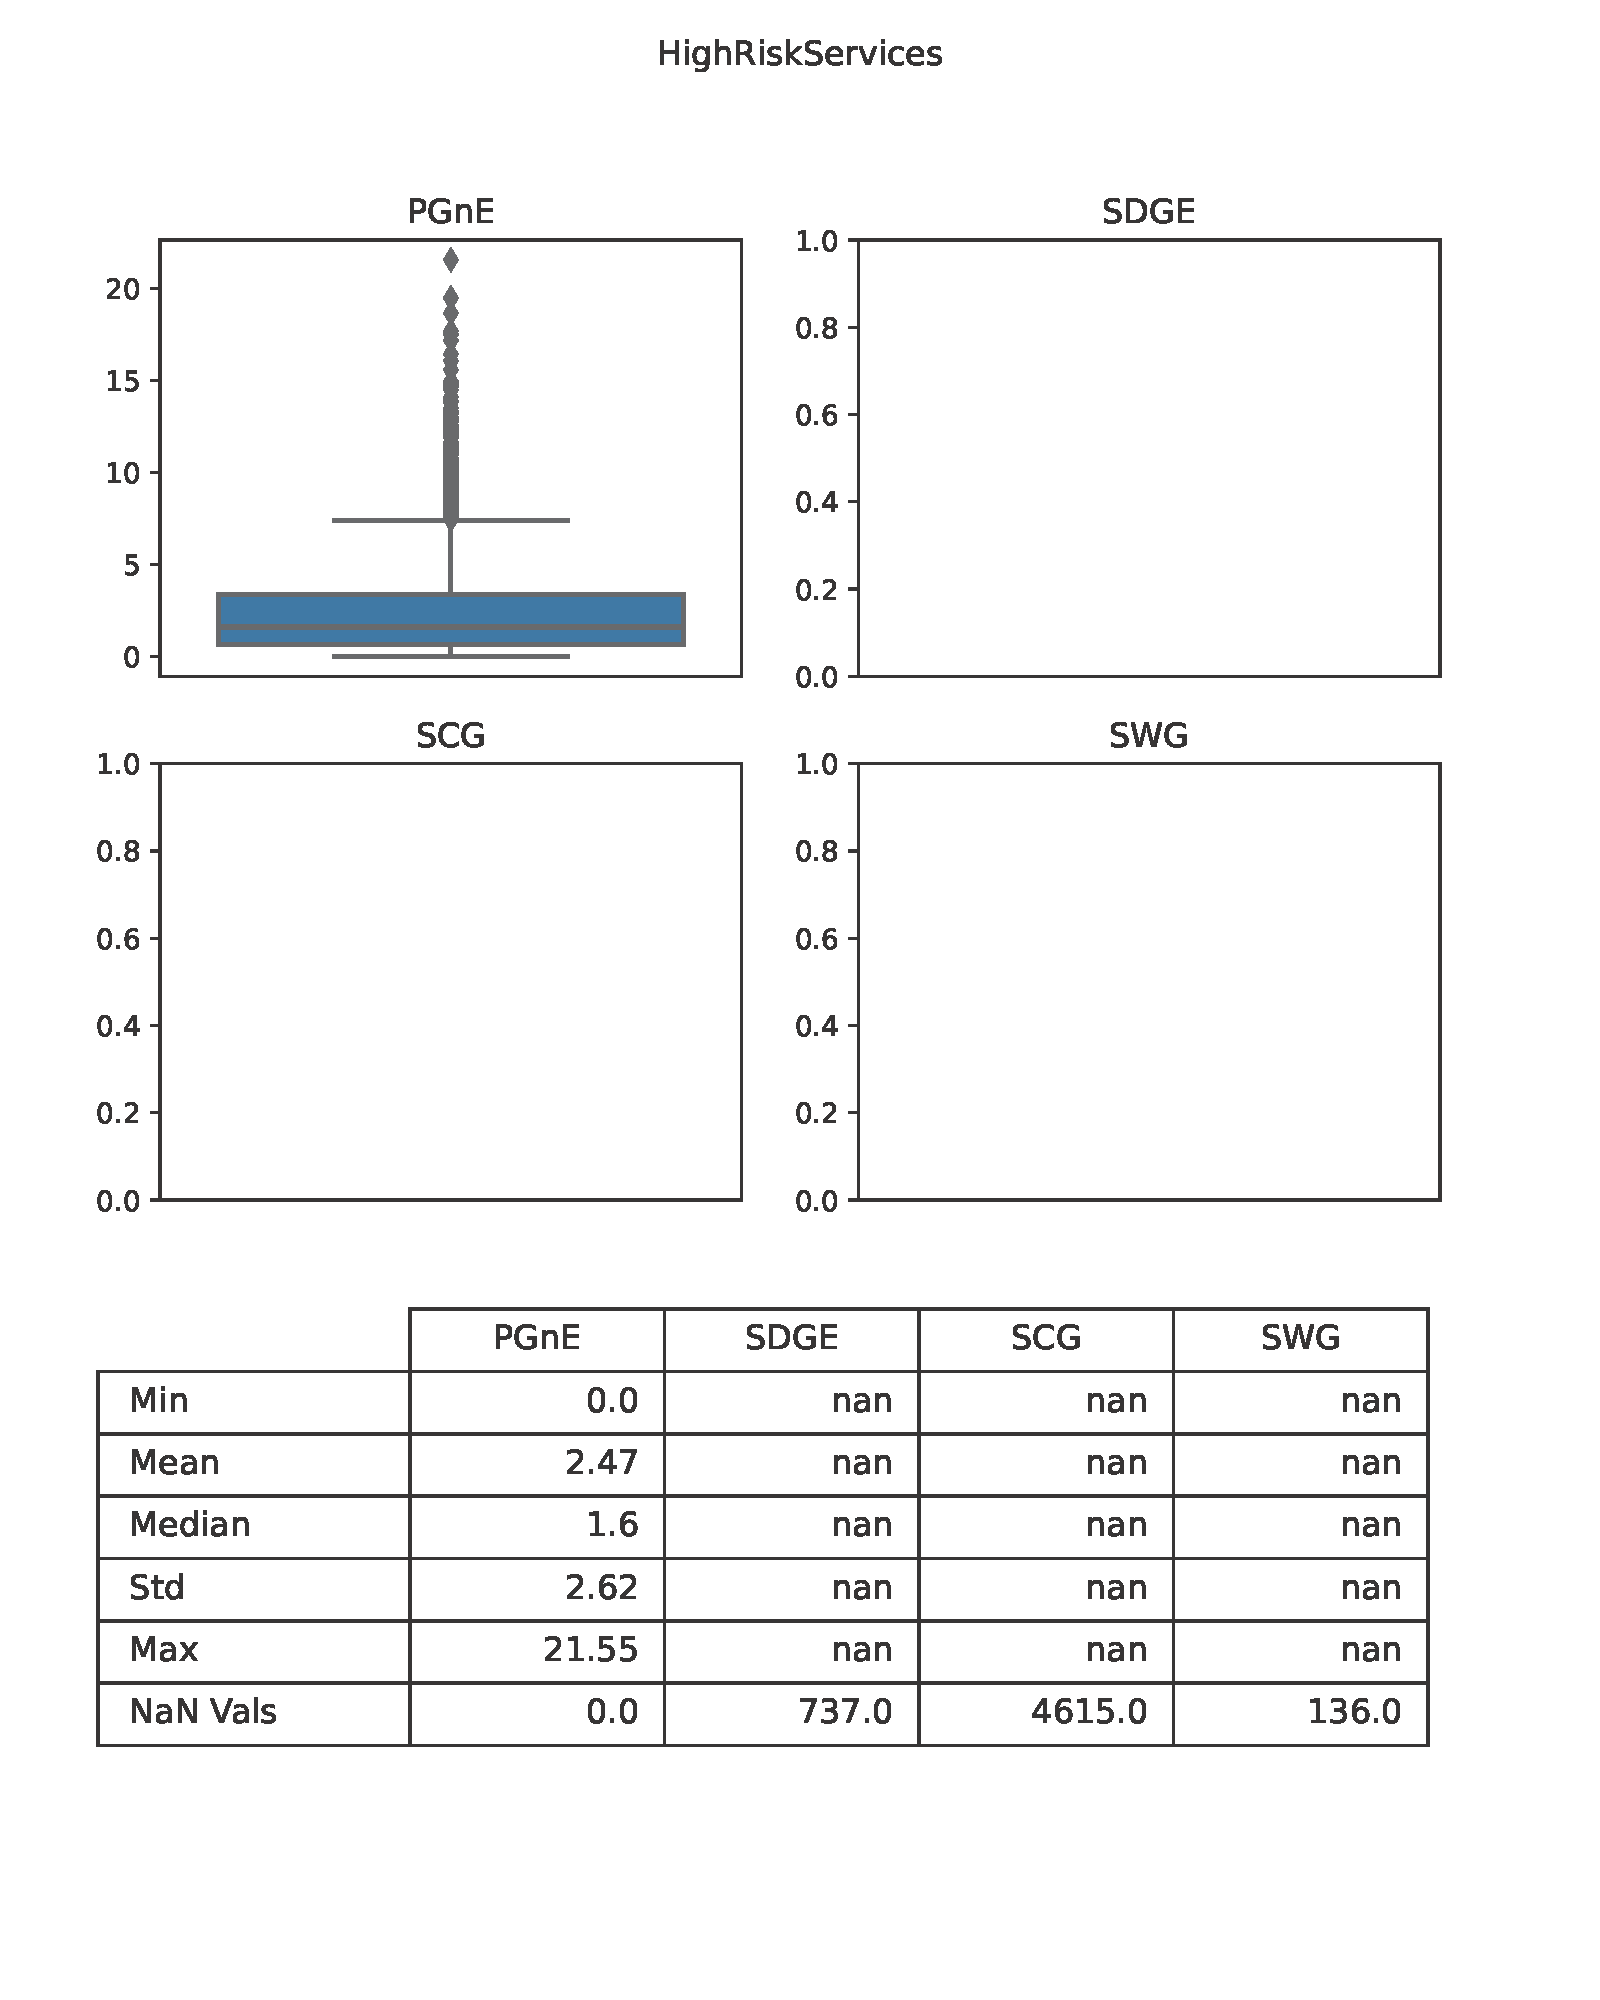 HighRiskServices
PGnE
20
15
10
5
0
SDGE
1.0
0.8
0.6
0.4
0.2
0.0
SCG
1.0
0.8
0.6
0.4
0.2
0.0
SWG
1.0
0.8
0.6
0.4
0.2
0.0
PGnE SDGE SCG SWG
Min 0.0 nan nan nan
Mean 2.47 nan nan nan
Median 1.6 nan nan nan
Std 2.62 nan nan nan
Max 21.55 nan nan nan
NaN Vals 0.0 737.0 4615.0 136.0